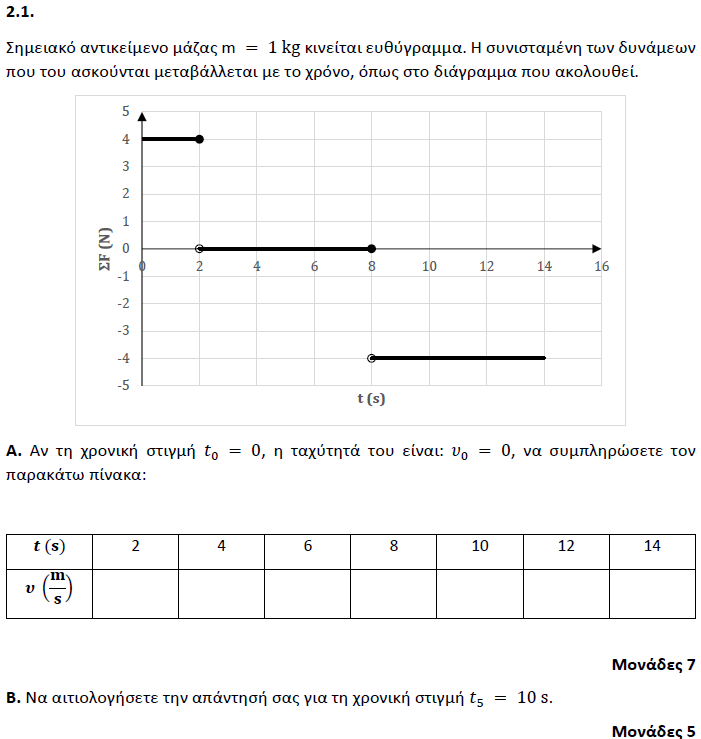 2.1.
Σημειακό αντικείμενο μάζας m = 1 kg κινείται ευθύγραμμα. Η συνισταμένη των δυνάμεων
που του ασκούνται μεταβάλλεται με το χρόνο, όπως στο διάγραμμα που ακολουθεί.
5
4
3
2
1
0
-1
-2
-3
-4
-5
ΣF (N)
0 2 4 6 8 10 12 14 16
t (s)
Α. Αν τη χρονική στιγμή t₀ = 0, η ταχύτητά του είναι: υ₀ = 0, να συμπληρώσετε τον
παρακάτω πίνακα:
t (s) 2 4 6 8 10 12 14
υ (m/s)
Μονάδες 7
Β. Να αιτιολογήσετε την απάντησή σας για τη χρονική στιγμή t₅ = 10 s.
Μονάδες 5